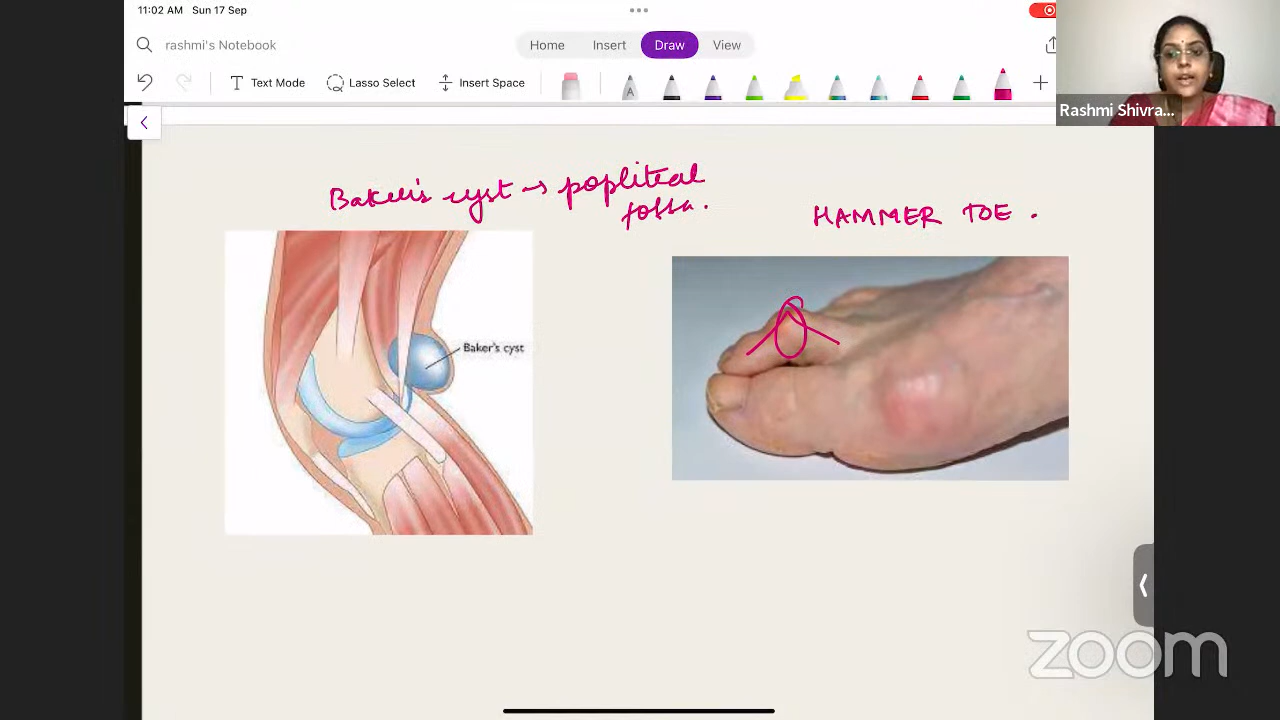 11:02 AM Sun 17 Sep
rashmi's Notebook
Home Insert Draw View
Text Mode Lasso Select Insert Space
A
Rashmi Shivra...
Baker's cyst → popliteal
fossa.
HAMMER TOE.
Baker's cyst
zoom